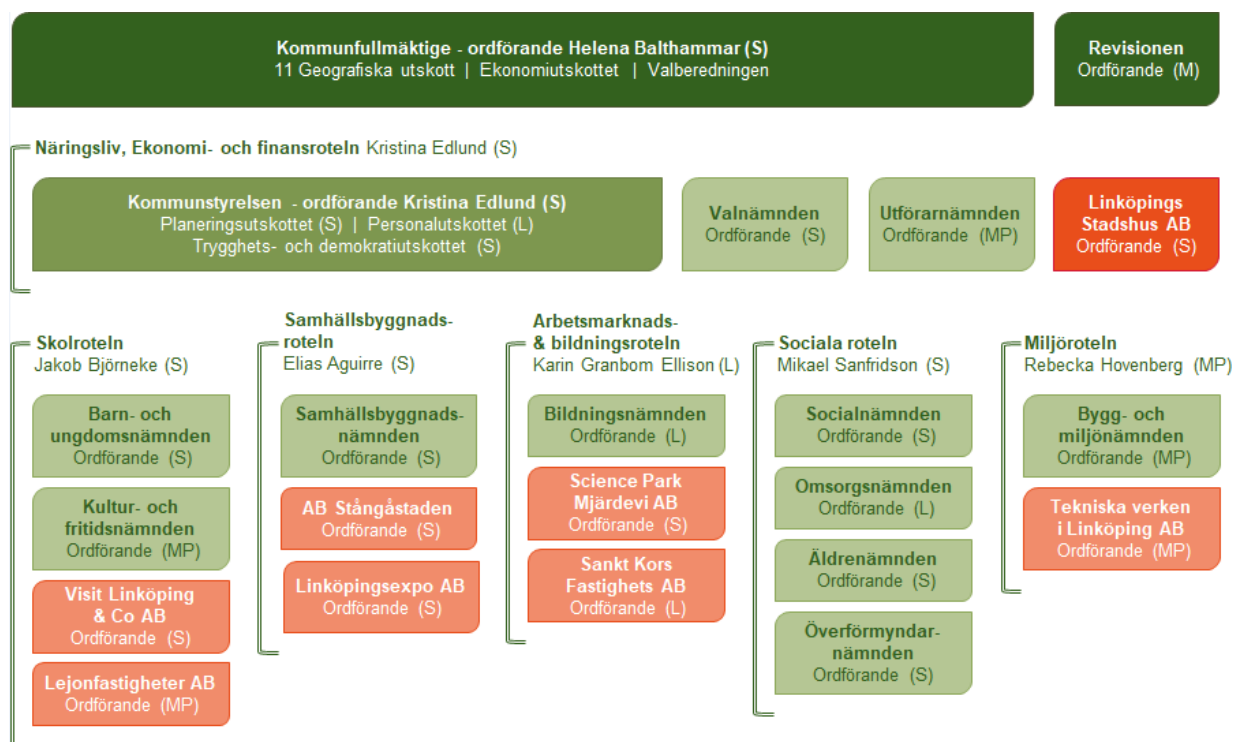 Kommunfullmäktige - ordförande Helena Balthammar (S)
11 Geografiska utskott | Ekonomiutskottet | Valberedningen
Revisionen
Ordförande (M)
Näringsliv, Ekonomi- och finansroteln Kristina Edlund (S)
Kommunstyrelsen - ordförande Kristina Edlund (S)
Planeringsutskottet (S) | Personalutskottet (L)
Trygghets- och demokratiutskottet (S)
Valnämnden
Ordförande (S)
Utförarnämnden
Ordförande (MP)
Linköpings
Stadshus AB
Ordförande (S)
Skolroteln
Jakob Björneke (S)
Barn- och
ungdomsnämnden
Ordförande (S)
Kultur- och
fritidsnämnden
Ordförande (MP)
Visit Linköping
& Co AB
Ordförande (S)
Lejonfastigheter AB
Ordförande (MP)
Samhällsbyggnads-
roteln
Elias Aguirre (S)
Samhällsbyggnads-
nämnden
Ordförande (S)
AB Stångåstaden
Ordförande (S)
Linköpingsexpo AB
Ordförande (S)
Arbetsmarknads-
& bildningsroteln
Karin Granbom Ellison (L)
Bildningsnämnden
Ordförande (L)
Science Park
Mjärdevi AB
Ordförande (S)
Sankt Kors
Fastighets AB
Ordförande (L)
Sociala roteln
Mikael Sanfridson (S)
Socialnämnden
Ordförande (S)
Omsorgsnämnden
Ordförande (L)
Äldrenämnden
Ordförande (S)
Överförmyndar-
nämnden
Ordförande (S)
Miljöroteln
Rebecka Hovenberg (MP)
Bygg- och
miljönämnden
Ordförande (MP)
Tekniska verken
i Linköping AB
Ordförande (MP)